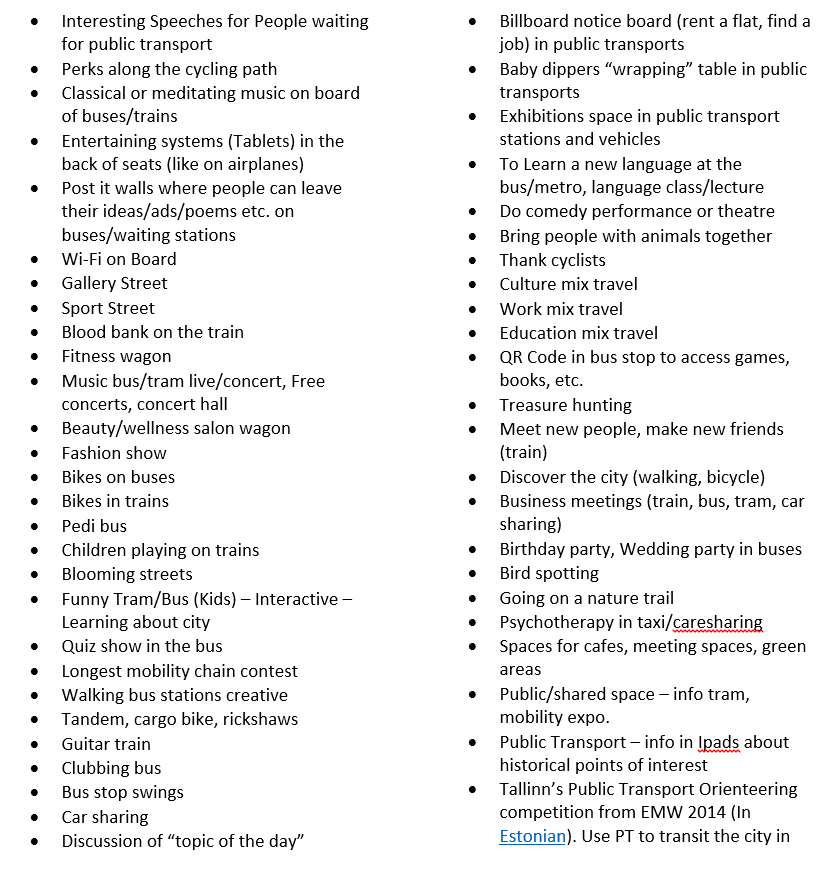 • Interesting Speeches for People waiting
for public transport
• Perks along the cycling path
• Classical or meditating music on board
of buses/trains
• Entertaining systems (Tablets) in the
back of seats (like on airplanes)
• Post it walls where people can leave
their ideas/ads/poems etc. on
buses/waiting stations
• Wi-Fi on Board
• Gallery Street
• Sport Street
• Blood bank on the train
• Fitness wagon
• Music bus/tram live/concert, Free
concerts, concert hall
• Beauty/wellness salon wagon
• Fashion show
• Bikes on buses
• Bikes in trains
• Pedi bus
• Children playing on trains
• Blooming streets
• Funny Tram/Bus (Kids) – Interactive –
Learning about city
• Quiz show in the bus
• Longest mobility chain contest
• Walking bus stations creative
• Tandem, cargo bike, rickshaws
• Guitar train
• Clubbing bus
• Bus stop swings
• Car sharing
• Discussion of “topic of the day”
• Billboard notice board (rent a flat, find a
job) in public transports
• Baby dippers “wrapping” table in public
transports
• Exhibitions space in public transport
stations and vehicles
• To Learn a new language at the
bus/metro, language class/lecture
• Do comedy performance or theatre
• Bring people with animals together
• Thank cyclists
• Culture mix travel
• Work mix travel
• Education mix travel
• QR Code in bus stop to access games,
books, etc.
• Treasure hunting
• Meet new people, make new friends
(train)
• Discover the city (walking, bicycle)
• Business meetings (train, bus, tram, car
sharing)
• Birthday party, Wedding party in buses
• Bird spotting
• Going on a nature trail
• Psychotherapy in taxi/caresharing
• Spaces for cafes, meeting spaces, green
areas
• Public/shared space – info tram,
mobility expo.
• Public Transport – info in Ipads about
historical points of interest
• Tallinn’s Public Transport Orienteering
competition from EMW 2014 (In
Estonian). Use PT to transit the city in